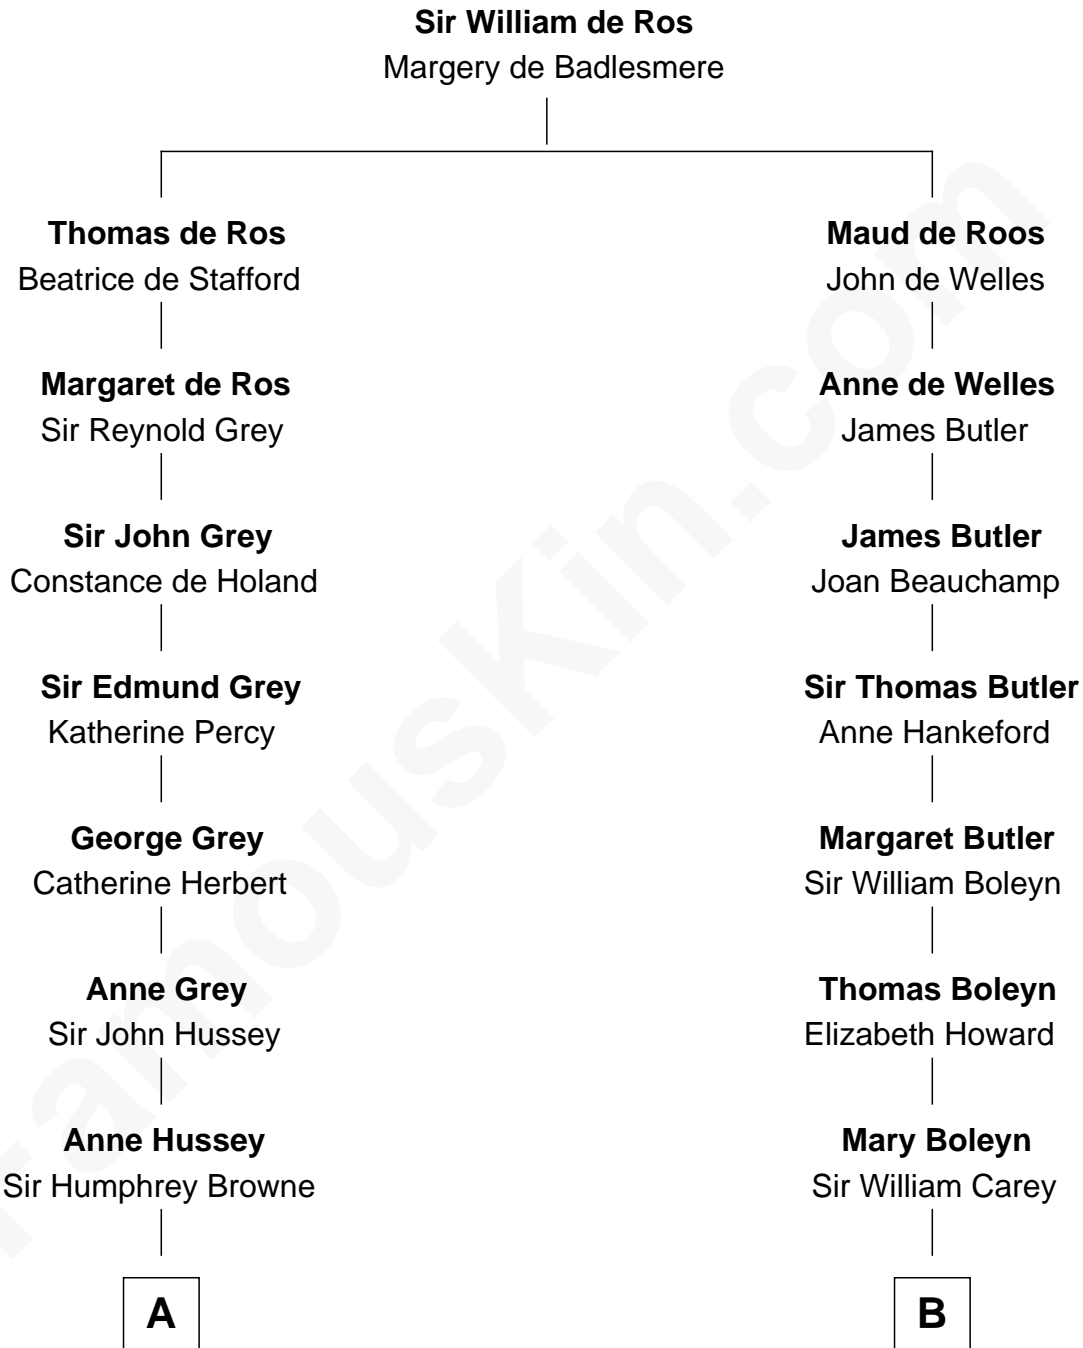 Sir William de Ros
Margery de Badlesmere
Thomas de Ros
Beatrice de Stafford
Maud de Roos
John de Welles
Margaret de Ros
Sir Reynold Grey
Anne de Welles
James Butler
Sir John Grey
Constance de Holand
James Butler
Joan Beauchamp
Sir Edmund Grey
Katherine Percy
Sir Thomas Butler
Anne Hankeford
George Grey
Catherine Herbert
Margaret Butler
Sir William Boleyn
Anne Grey
Sir John Hussey
Thomas Boleyn
Elizabeth Howard
Anne Hussey
Sir Humphrey Browne
Mary Boleyn
Sir William Carey
A
B
FamousKin.com